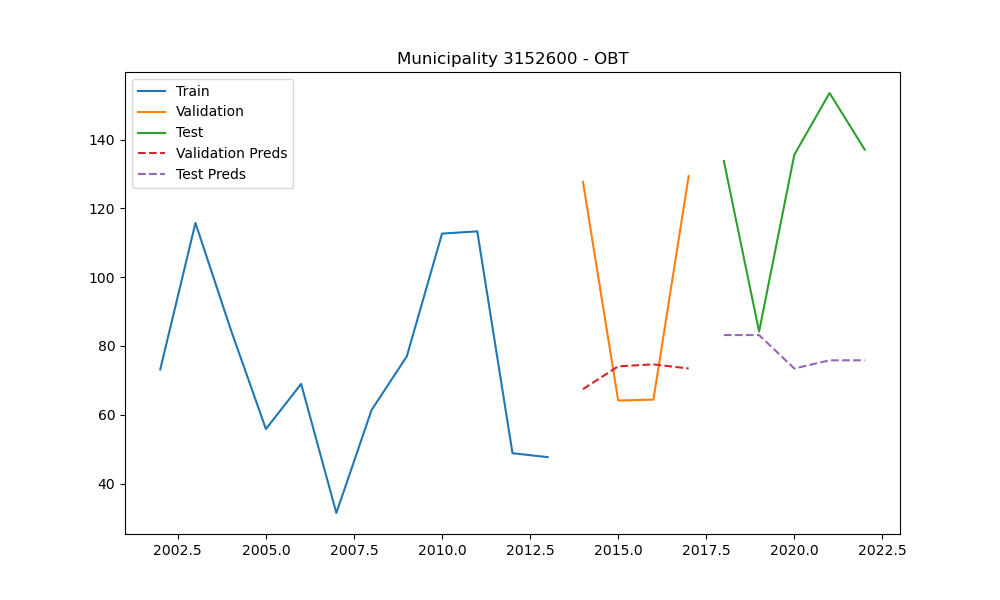 Municipality 3152600 - OBT
Train
Validation
Test
Validation Preds
Test Preds
140
120
100
80
60
40
2002.5 2005.0 2007.5 2010.0 2012.5 2015.0 2017.5 2020.0 2022.5